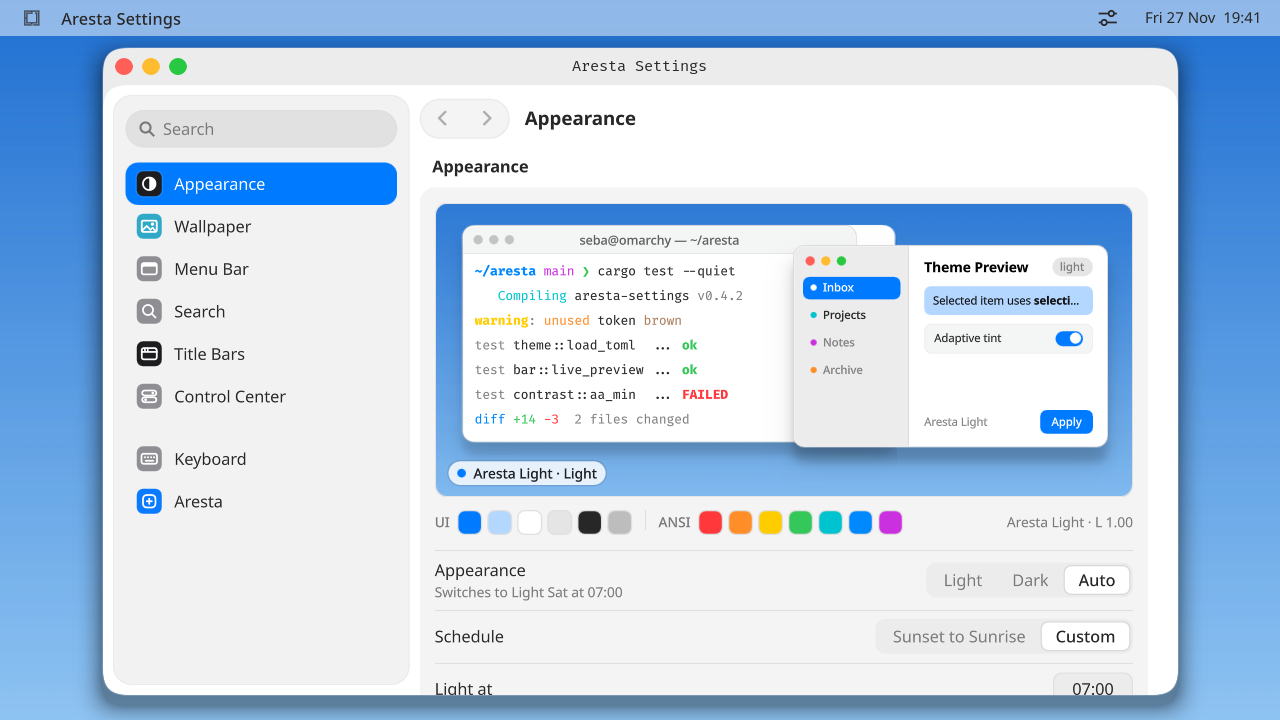 Aresta Settings
Fri 27 Nov 19:41
Aresta Settings
Search
Appearance
Wallpaper
Menu Bar
Search
Title Bars
Control Center
Keyboard
Aresta
Appearance
Appearance
seba@omarchy — ~/aresta
~/aresta main ❯ cargo test --quiet
Compiling aresta-settings v0.4.2
warning: unused token brown
test theme::load_toml ... ok
test bar::live_preview ... ok
test contrast::aa_min ... FAILED
diff +14 -3 2 files changed
Inbox
Projects
Notes
Archive
Theme Preview light
Selected item uses selecti...
Adaptive tint
Aresta Light Apply
Aresta Light · Light
UI ANSI Aresta Light · L 1.00
Appearance
Switches to Light Sat at 07:00
Light Dark Auto
Schedule Sunset to Sunrise Custom
Light at 07:00